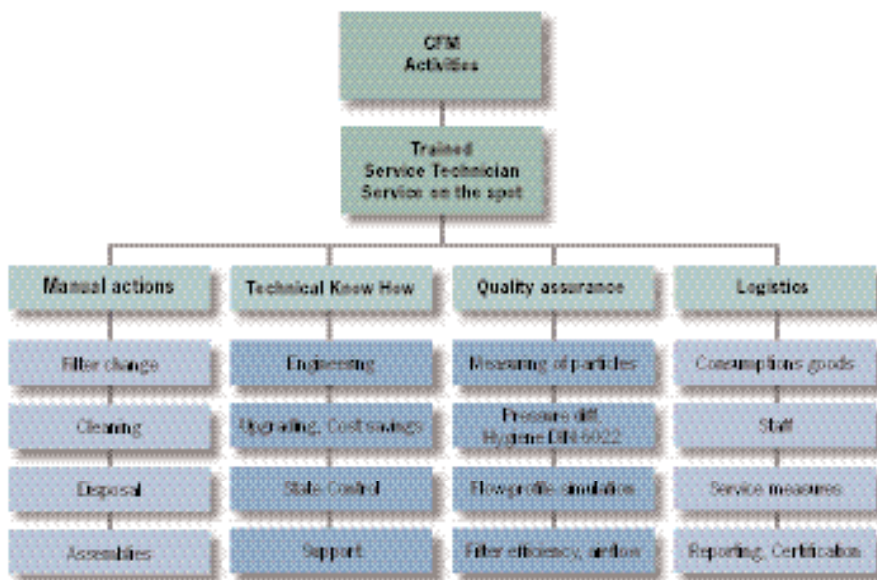 CFM
Activities
Trained
Service Technician
Service on the spot
Manual actions
Technical Know How
Quality assurance
Logistics
Filter change
Engineering
Measuring of particles
Consumptions goods
Cleaning
Upgrading, Cost savings
Pressure diff.
Hygiene DIN 6022
Staff
Disposal
State Control
Flow-profile simulation
Service measures
Assemblies
Support
Filter efficiency, airflow
Reporting, Certification